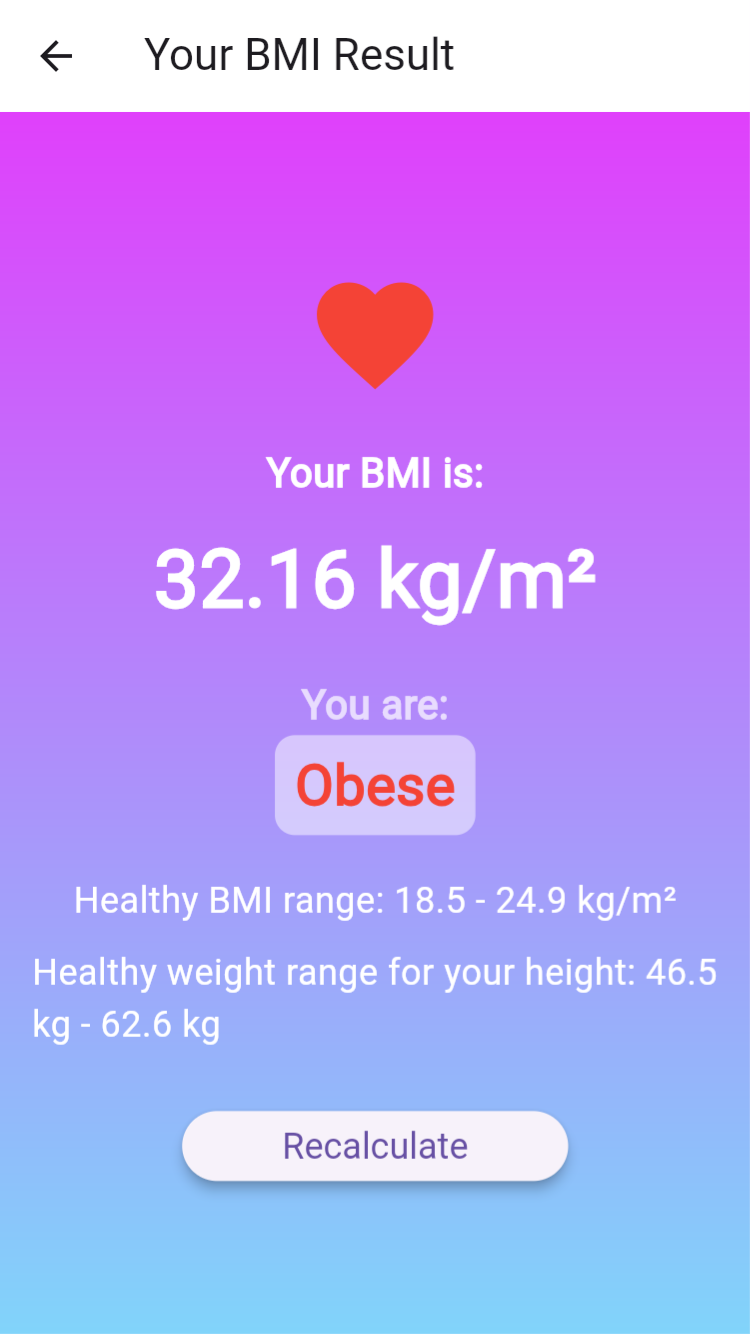 Your BMI Result
Your BMI is:
32.16 kg/m²
You are:
Obese
Healthy BMI range: 18.5 - 24.9 kg/m²
Healthy weight range for your height: 46.5
kg - 62.6 kg
Recalculate